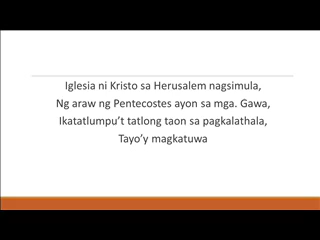 Iglesia ni Kristo sa Herusalem nagsimula,
Ng araw ng Pentecostes ayon sa mga. Gawa,
Ikatatlumpu’t tatlong taon sa pagkalathala,
Tayo’y magkatuwa